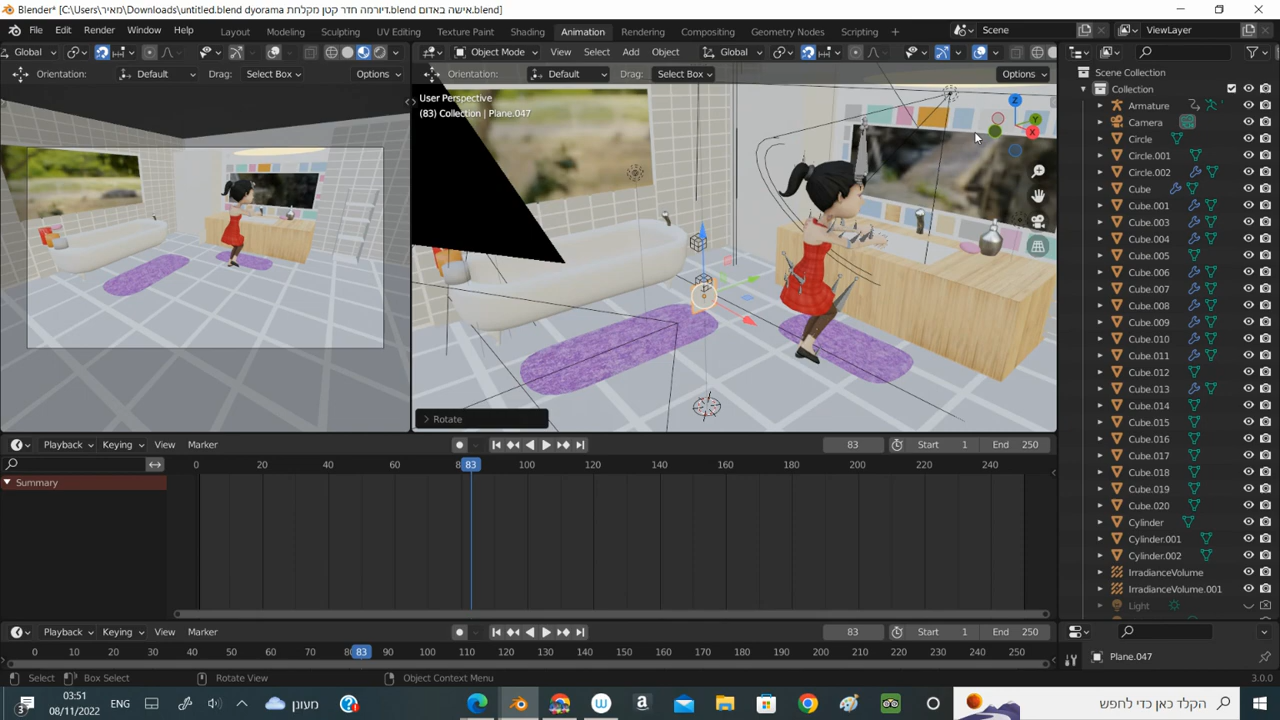 Blender* [C:\Users\מאיר\Downloads\untitled.blend dyorama דיורמה חדר קטן מקלחת.blend אישה באדום.blend]
File Edit Render Window Help Layout Modeling Sculpting UV Editing Texture Paint Shading Animation Rendering Compositing Geometry Nodes Scripting Scene ViewLayer
Global Object Mode View Select Add Object Global
Orientation: Default Drag: Select Box Options Orientation: Default Drag: Select Box Options
User Perspective
(83) Collection | Plane.047
Z
Y
X
Rotate
Scene Collection
Collection
Armature
Camera
Circle
Circle.001
Circle.002
Cube
Cube.001
Cube.003
Cube.004
Cube.005
Cube.006
Cube.007
Cube.008
Cube.009
Cube.010
Cube.011
Cube.012
Cube.013
Cube.014
Cube.015
Cube.016
Cube.017
Cube.018
Cube.019
Cube.020
Cylinder
Cylinder.001
Cylinder.002
IrradianceVolume
IrradianceVolume.001
Light
Playback Keying View Marker 83 Start 1 End 250
0 20 40 60 83 100 120 140 160 180 200 220 240
Summary
Playback Keying View Marker 83 Start 1 End 250
0 10 20 30 40 50 60 70 83 90 100 110 120 130 140 150 160 170 180 190 200 210 220 230 240 250
Plane.047
Select Box Select Rotate View Object Context Menu 3.0.0
3 03:51 ENG מעונן הקלד כאן כדי לחפש
08/11/2022